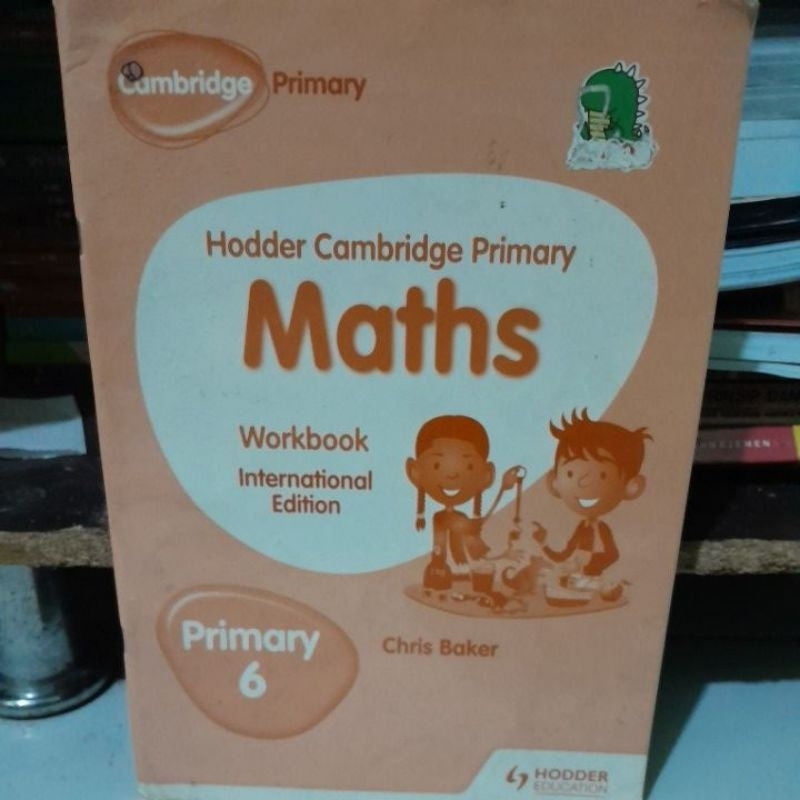 Cambridge Primary
Hodder Cambridge Primary
Maths
Workbook
International
Edition
Primary
6
Chris Baker
HODDER
EDUCATION